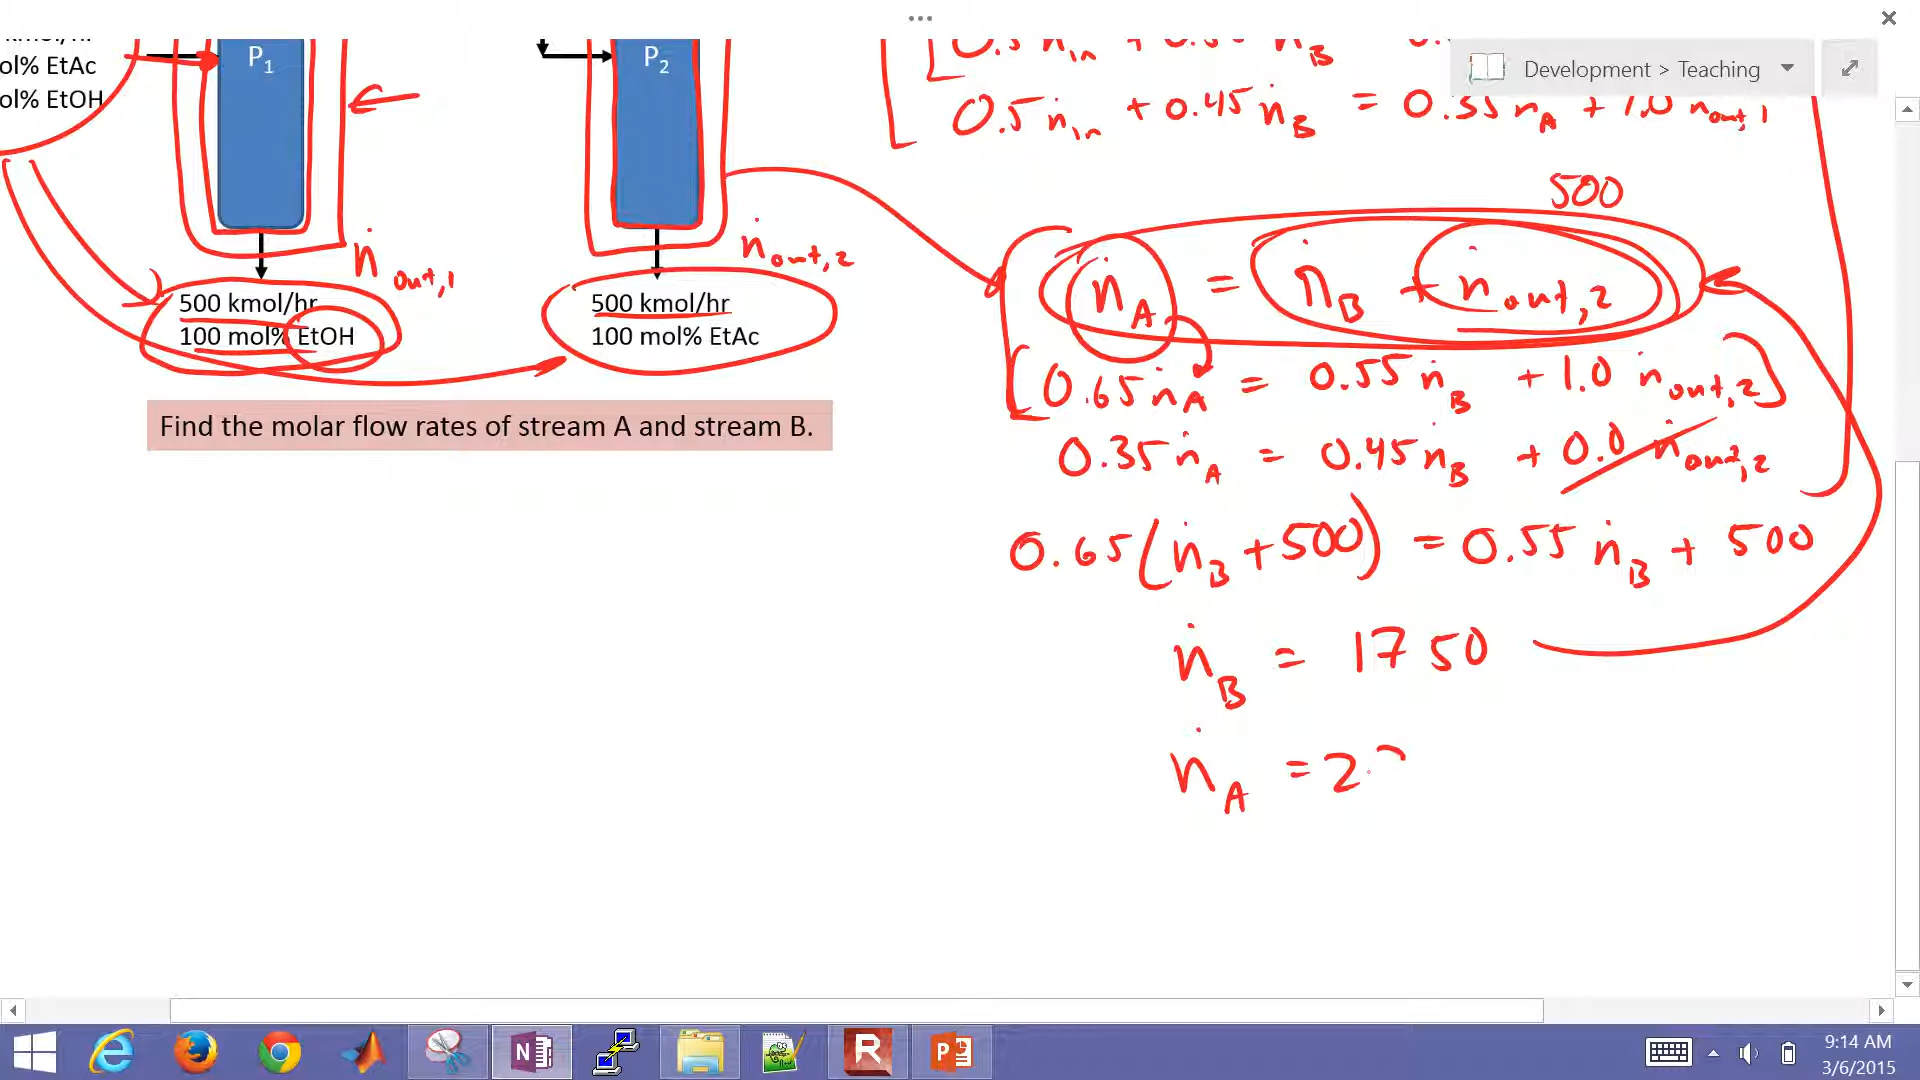 ol% EtAc
ol% EtOH
P₁
P₂
Development > Teaching
0.5 ṅin + 0.45 ṅB = 0.35 ṅA + 1.0 ṅout,1
500
ṅout,1
ṅout,2
500 kmol/hr
100 mol% EtOH
500 kmol/hr
100 mol% EtAc
ṅA = ṅB + ṅout,2
[0.65 ṅA = 0.55 ṅB + 1.0 ṅout,2]
Find the molar flow rates of stream A and stream B.
0.35 ṅA = 0.45 ṅB + 0.0 ṅout,2
0.65 (ṅB + 500) = 0.55 ṅB + 500
ṅB = 1750
ṅA = 2
9:14 AM
3/6/2015